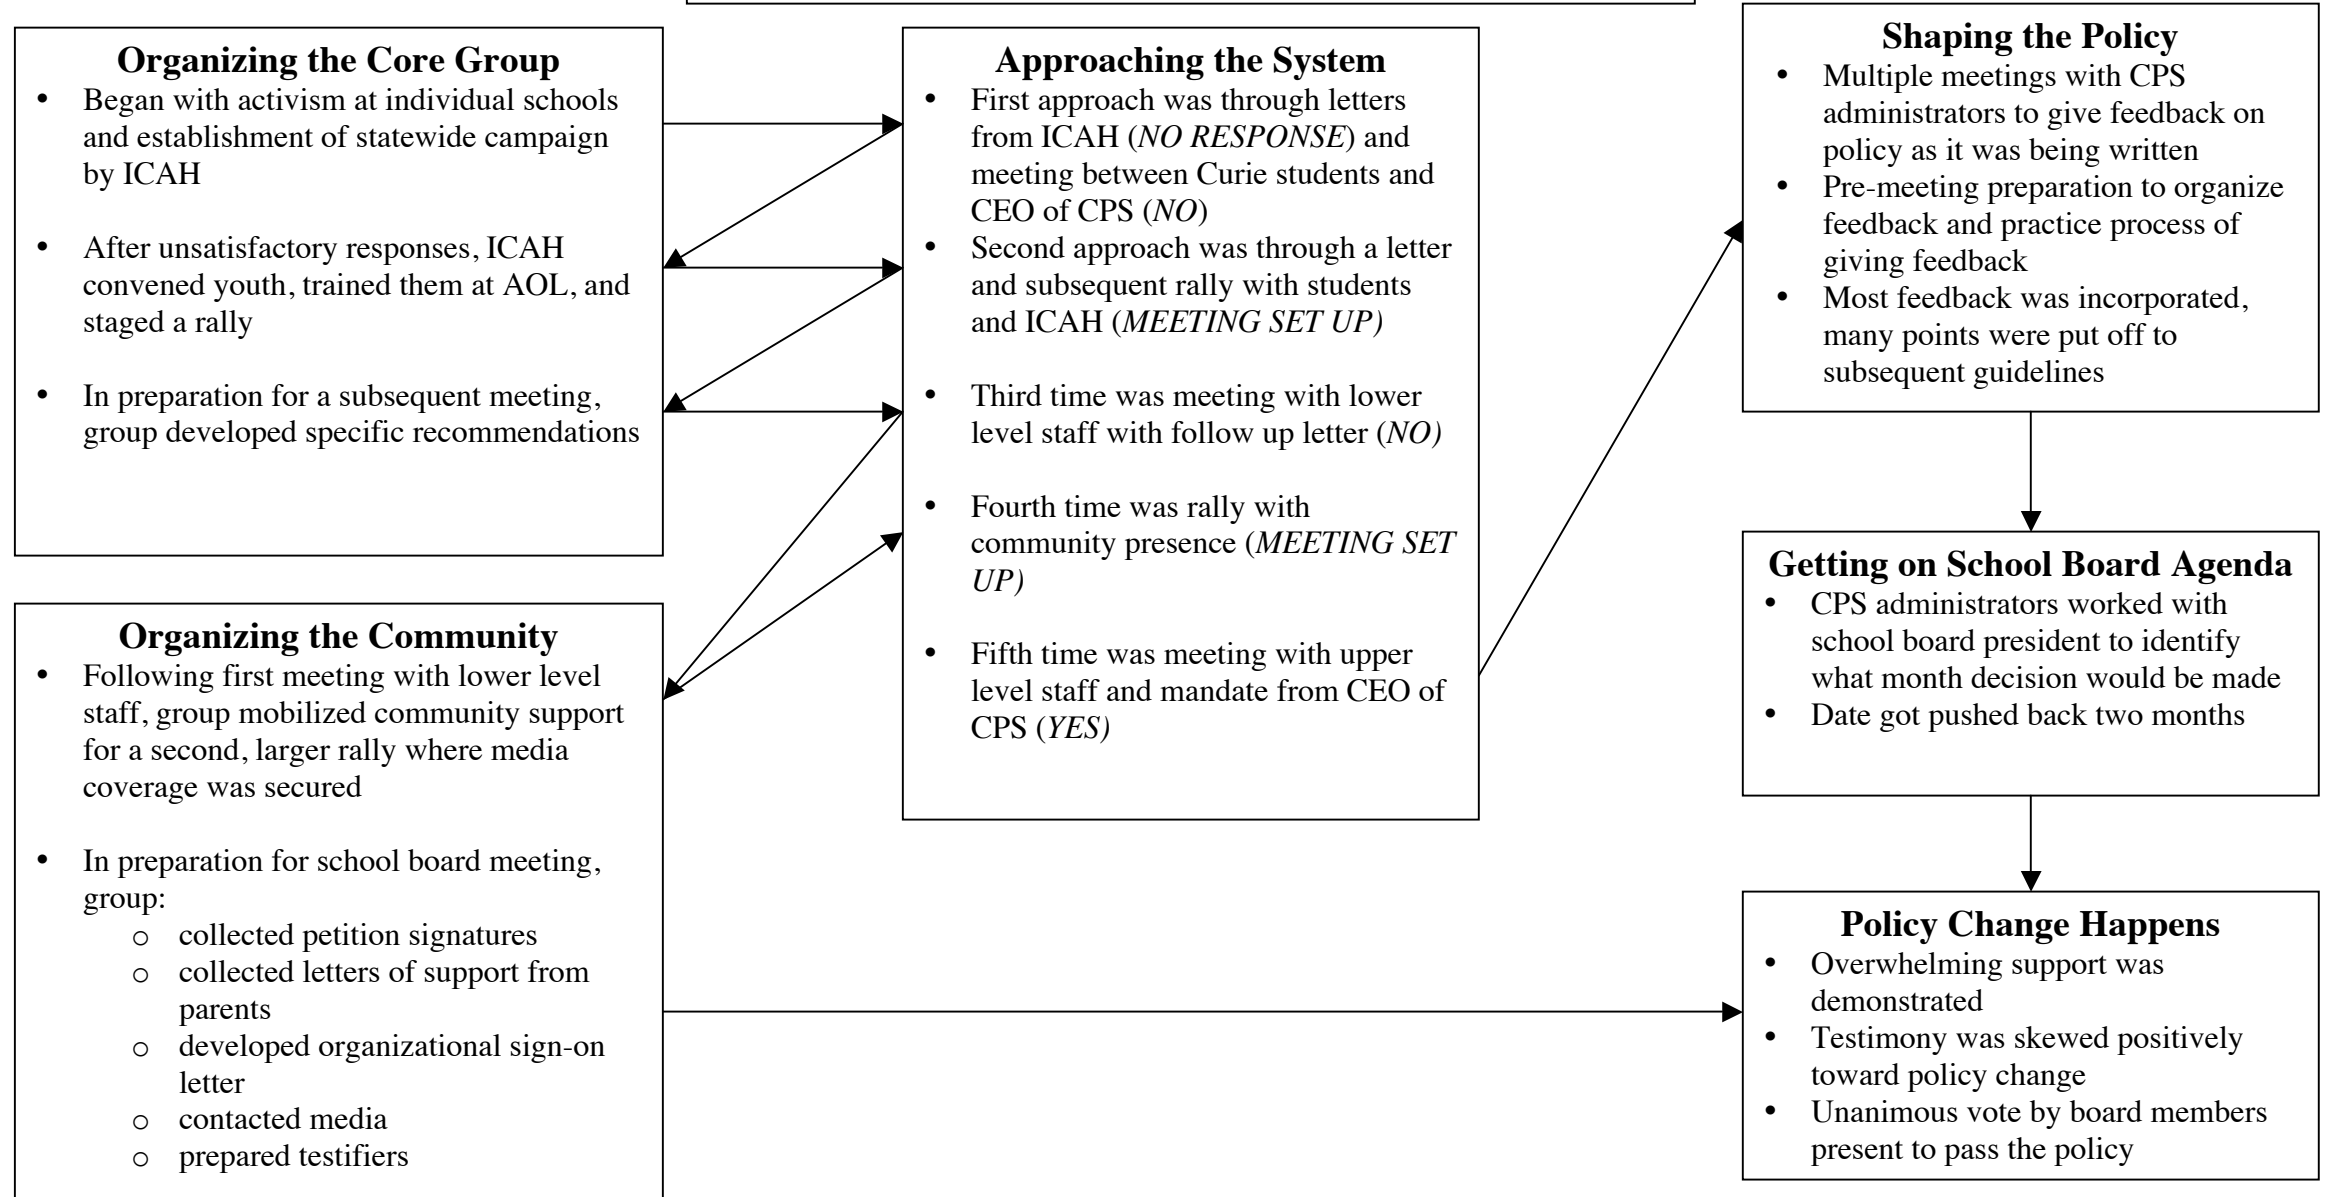 Organizing the Core Group
• Began with activism at individual schools
and establishment of statewide campaign
by ICAH
• After unsatisfactory responses, ICAH
convened youth, trained them at AOL, and
staged a rally
• In preparation for a subsequent meeting,
group developed specific recommendations
Organizing the Community
• Following first meeting with lower level
staff, group mobilized community support
for a second, larger rally where media
coverage was secured
• In preparation for school board meeting,
group:
o collected petition signatures
o collected letters of support from
parents
o developed organizational sign-on
letter
o contacted media
o prepared testifiers
Approaching the System
• First approach was through letters
from ICAH (NO RESPONSE) and
meeting between Curie students and
CEO of CPS (NO)
• Second approach was through a letter
and subsequent rally with students
and ICAH (MEETING SET UP)
• Third time was meeting with lower
level staff with follow up letter (NO)
• Fourth time was rally with
community presence (MEETING SET
UP)
• Fifth time was meeting with upper
level staff and mandate from CEO of
CPS (YES)
Shaping the Policy
• Multiple meetings with CPS
administrators to give feedback on
policy as it was being written
• Pre-meeting preparation to organize
feedback and practice process of
giving feedback
• Most feedback was incorporated,
many points were put off to
subsequent guidelines
Getting on School Board Agenda
• CPS administrators worked with
school board president to identify
what month decision would be made
• Date got pushed back two months
Policy Change Happens
• Overwhelming support was
demonstrated
• Testimony was skewed positively
toward policy change
• Unanimous vote by board members
present to pass the policy